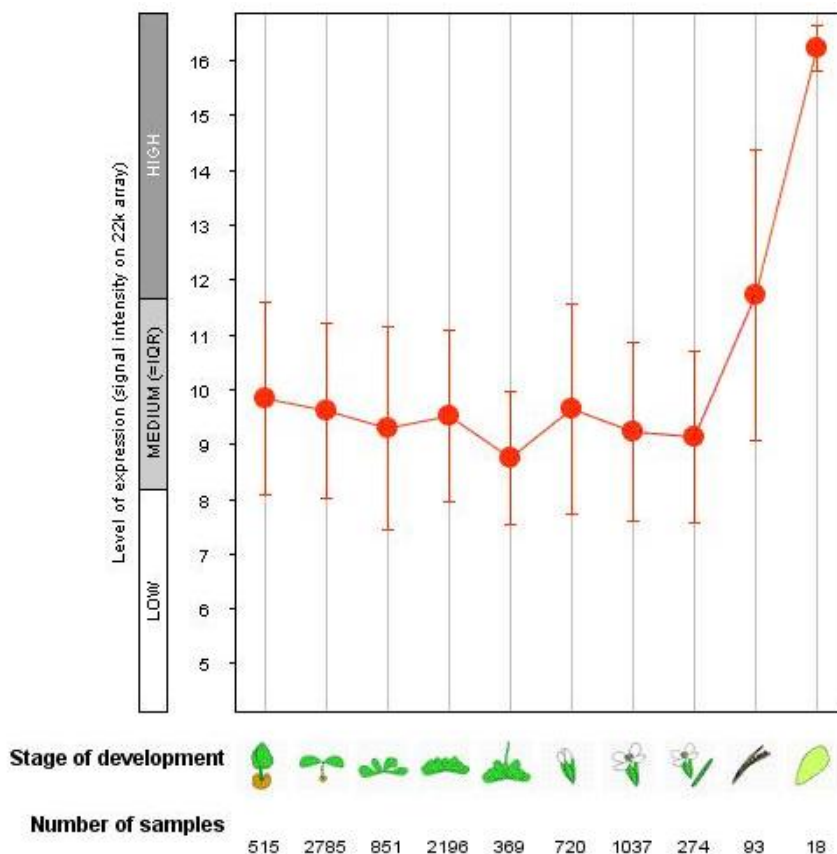 Level of expression (signal intensity on 22k array)
HIGH
MEDIUM (=IQR)
LOW
16
15
14
13
12
11
10
9
8
7
6
5
Stage of development
Number of samples
515 2785 851 2196 369 720 1037 274 93 18